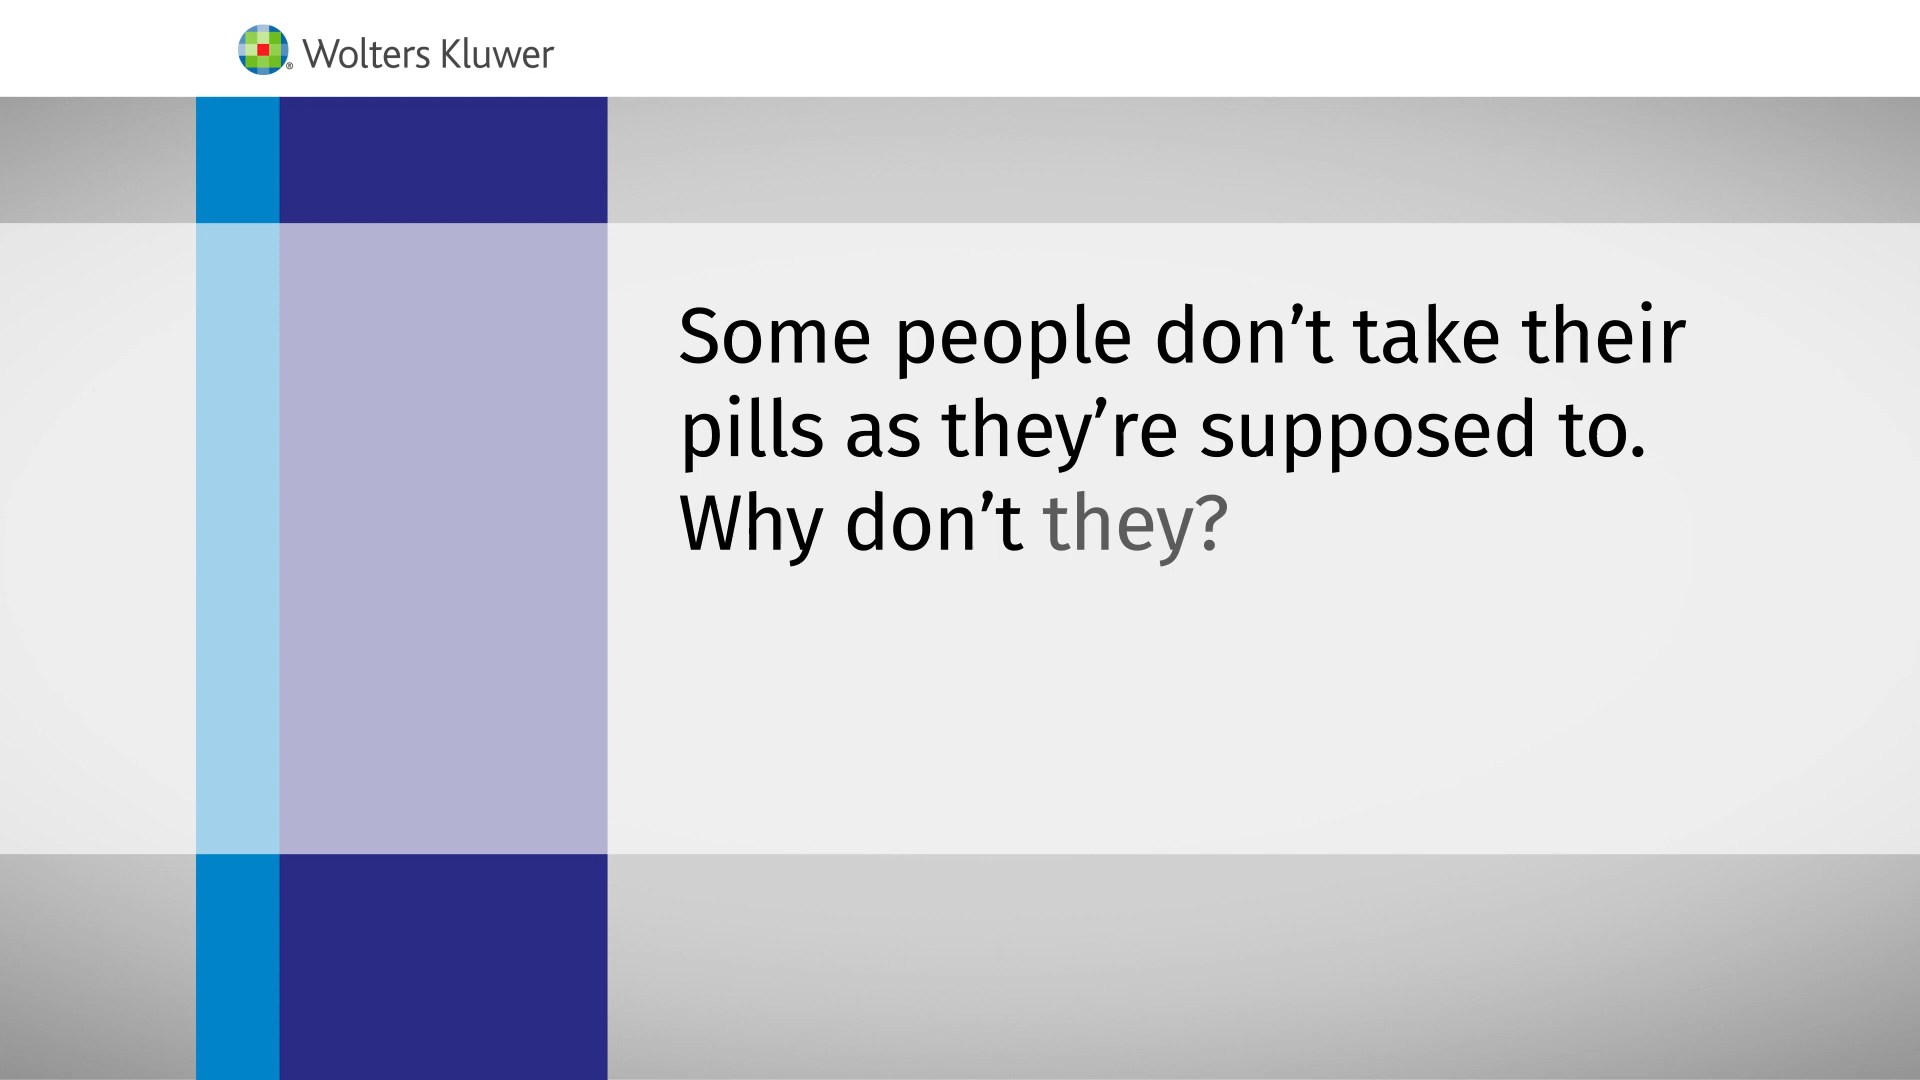 Wolters Kluwer
Some people don’t take their
pills as they’re supposed to.
Why don’t they?